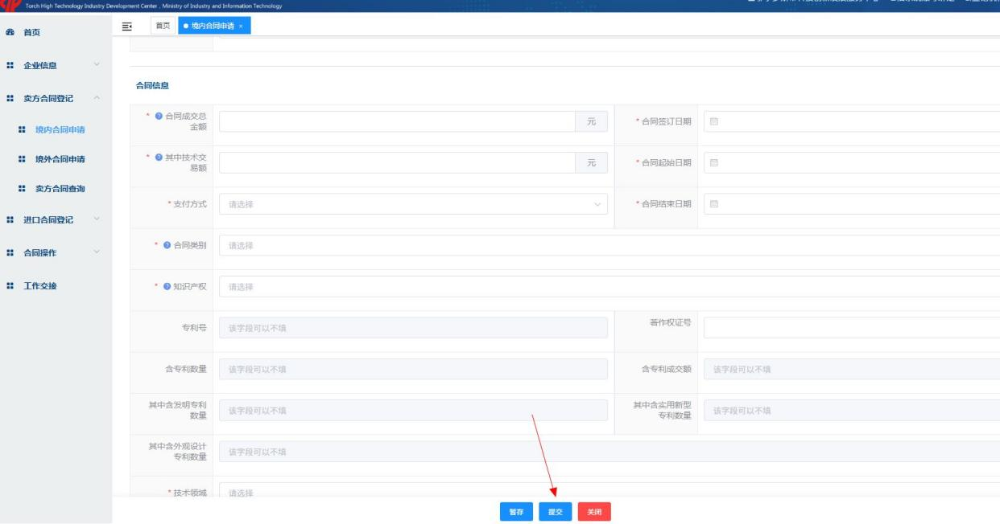 Torch High Technology Industry Development Center , Ministry of Industry and Information Technology
首页
企业信息
卖方合同登记
境内合同申请
境外合同申请
卖方合同查询
进口合同登记
合同操作
工作交接
首页 境内合同申请 ×
合同信息
* ? 合同成交总金额 元 * 合同签订日期
* ? 其中技术交易额 元 * 合同起始日期
* 支付方式 请选择 * 合同结束日期
* ? 合同类别 请选择
* ? 知识产权 请选择
专利号 该字段可以不填 著作权证号
含专利数量 该字段可以不填 含专利成交额 该字段可以不填
其中含发明专利数量 该字段可以不填 其中含实用新型专利数量 该字段可以不填
其中含外观设计专利数量 该字段可以不填
* 技术领域 请选择
暂存 提交 关闭